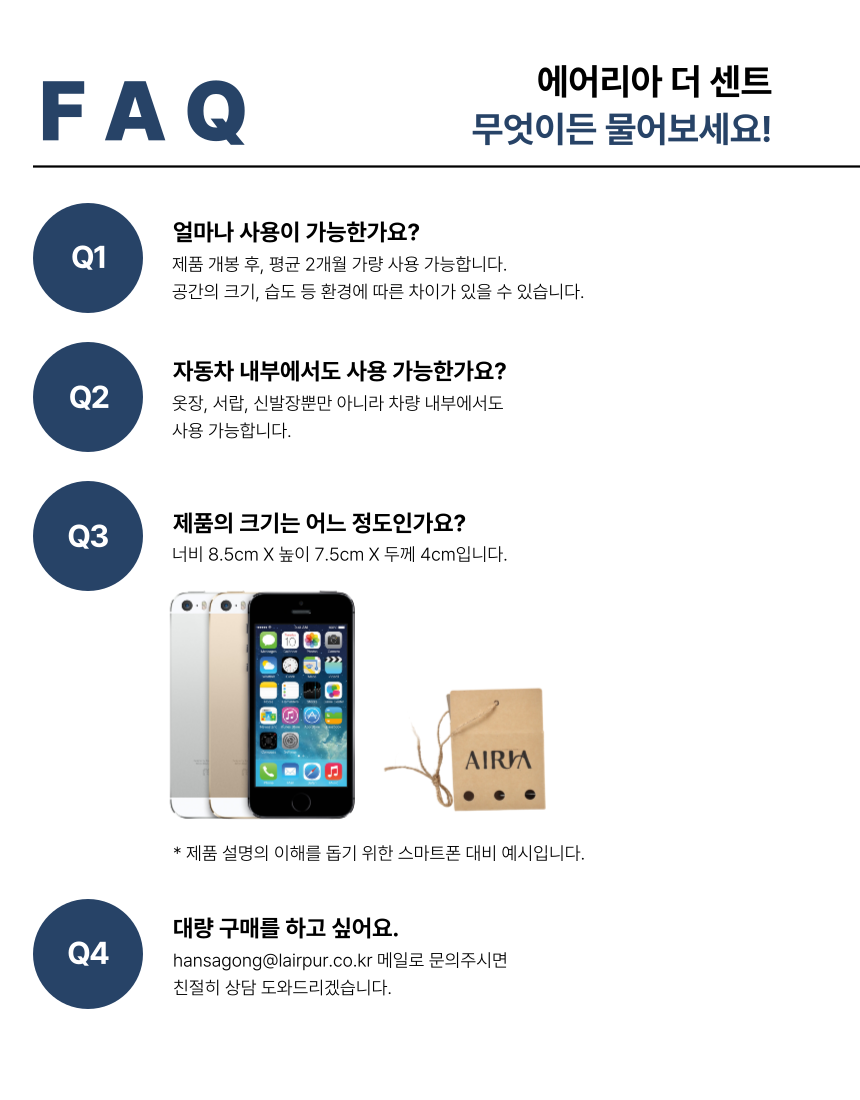 FAQ
에어리아 더 센트
무엇이든 물어보세요!
Q1
얼마나 사용이 가능한가요?
제품 개봉 후, 평균 2개월 가량 사용 가능합니다.
공간의 크기, 습도 등 환경에 따른 차이가 있을 수 있습니다.
Q2
자동차 내부에서도 사용 가능한가요?
옷장, 서랍, 신발장뿐만 아니라 차량 내부에서도
사용 가능합니다.
Q3
제품의 크기는 어느 정도인가요?
너비 8.5cm X 높이 7.5cm X 두께 4cm입니다.
AIRIA
* 제품 설명의 이해를 돕기 위한 스마트폰 대비 예시입니다.
Q4
대량 구매를 하고 싶어요.
hansagong@lairpur.co.kr 메일로 문의주시면
친절히 상담 도와드리겠습니다.